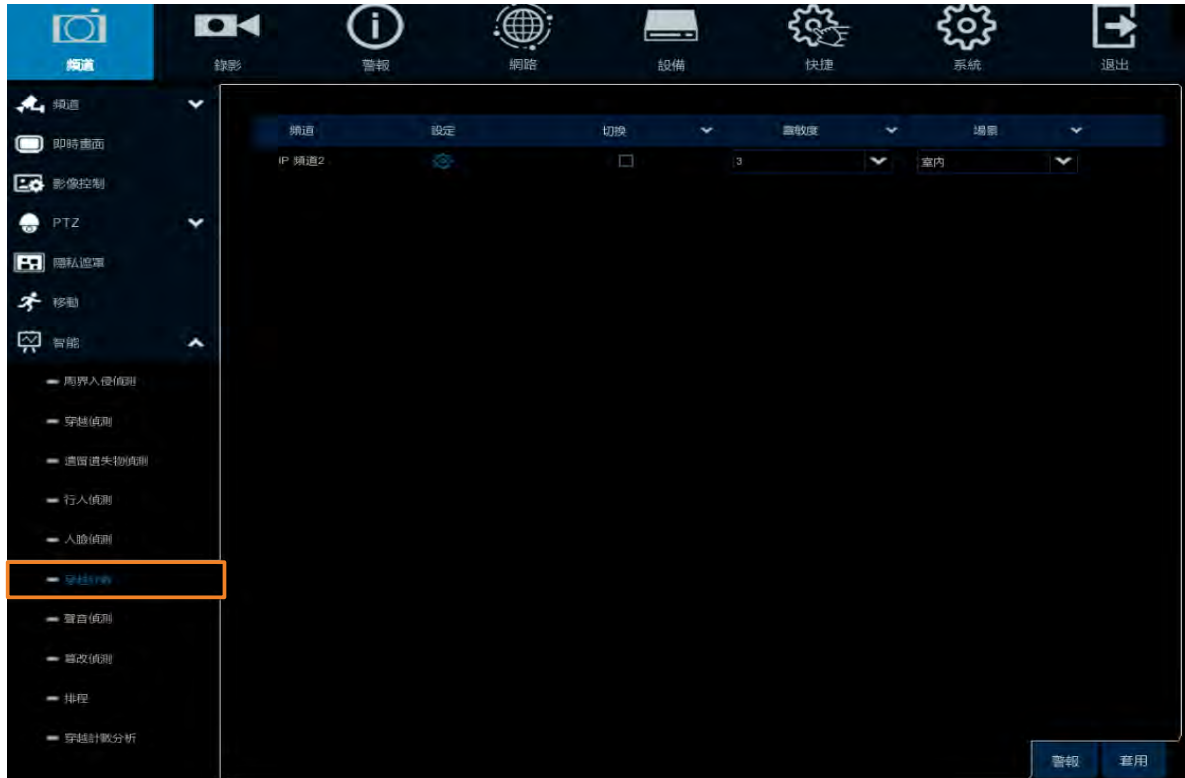 頻道 錄影 警報 網路 設備 快捷 系統 退出
頻道
即時畫面
影像控制
PTZ
隱私遮罩
移動
智能
周界入侵偵測
穿越偵測
遺留遺失物偵測
行人偵測
人臉偵測
穿越計數
聲音偵測
篡改偵測
排程
穿越計數分析
頻道 設定 切換 靈敏度 場景
IP 頻道2 3 室內
警報 套用